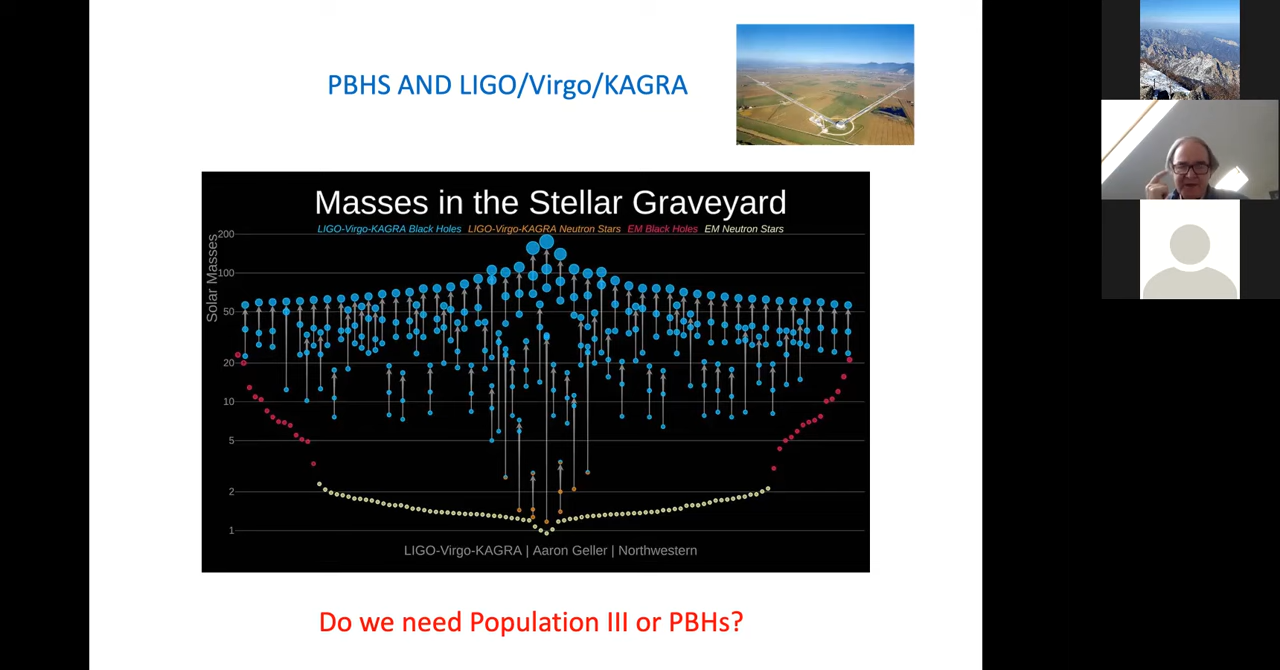 PBHS AND LIGO/Virgo/KAGRA
Masses in the Stellar Graveyard
LIGO-Virgo-KAGRA Black Holes LIGO-Virgo-KAGRA Neutron Stars EM Black Holes EM Neutron Stars
Solar Masses
200
100
50
20
10
5
2
1
LIGO-Virgo-KAGRA | Aaron Geller | Northwestern
Do we need Population III or PBHs?